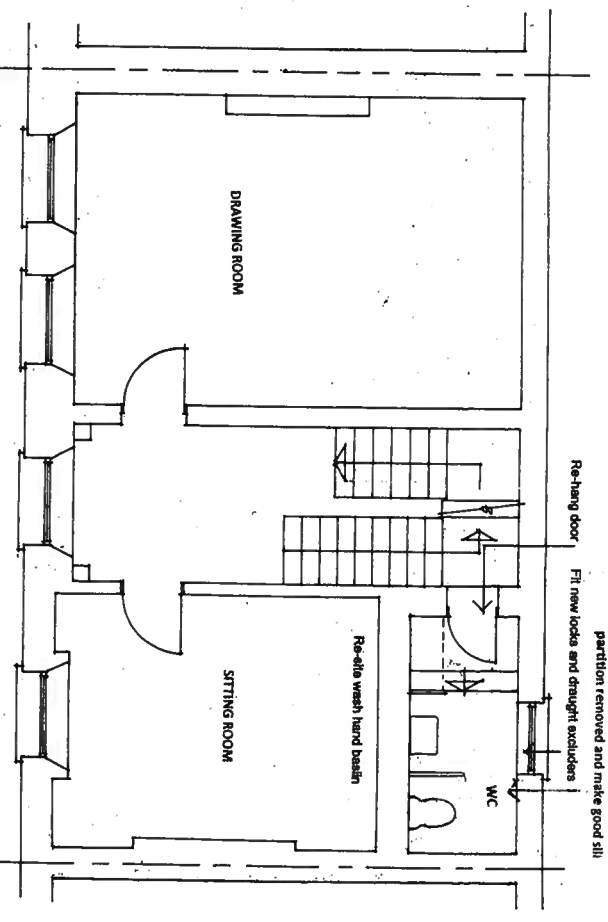 partition removed and make good sill
Re-hang door
Fit new locks and draught excluders
WC
Re-site wash hand basin
DRAWING ROOM
SITTING ROOM